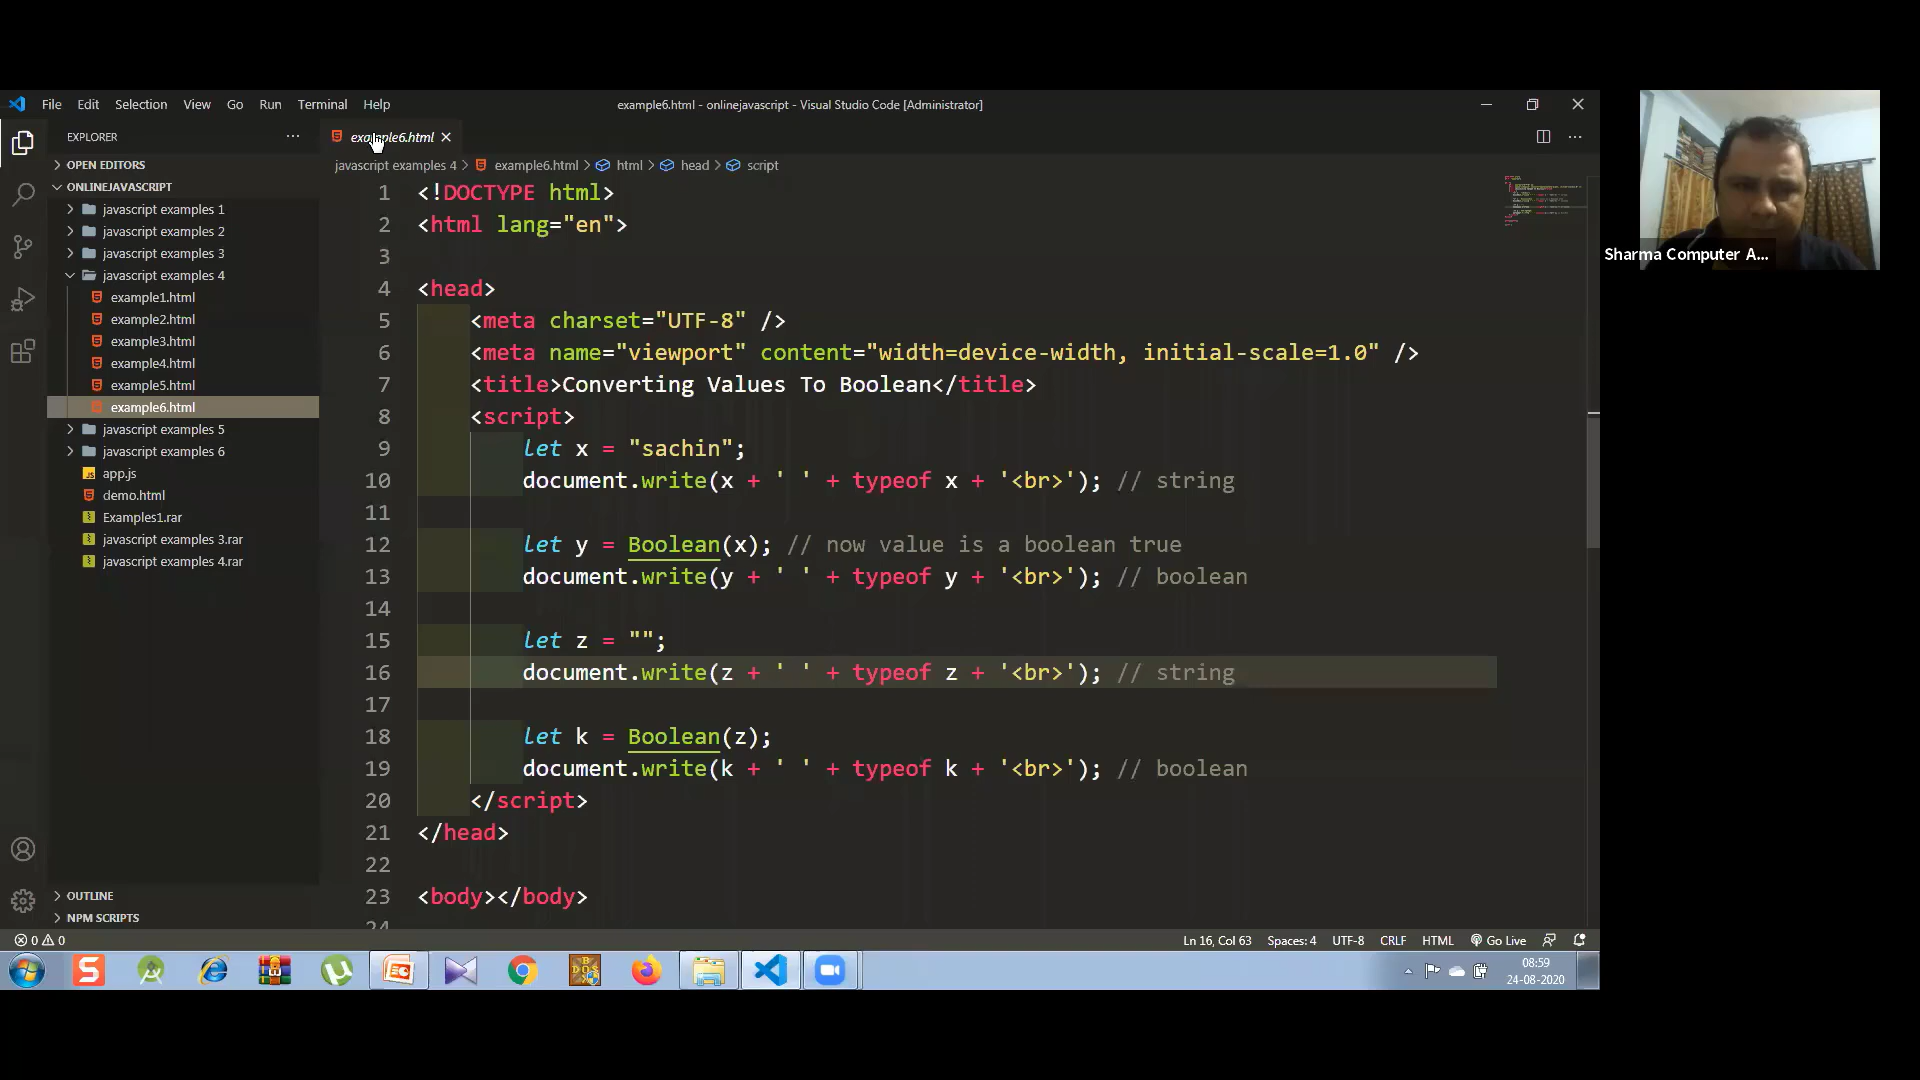 File Edit Selection View Go Run Terminal Help
example6.html - onlinejavascript - Visual Studio Code [Administrator]
EXPLORER
example6.html
OPEN EDITORS
ONLINEJAVASCRIPT
javascript examples 1
javascript examples 2
javascript examples 3
javascript examples 4
example1.html
example2.html
example3.html
example4.html
example5.html
example6.html
javascript examples 5
javascript examples 6
app.js
demo.html
Examples1.rar
javascript examples 3.rar
javascript examples 4.rar
OUTLINE
NPM SCRIPTS
javascript examples 4 > example6.html > html > head > script
1 <!DOCTYPE html>
2 <html lang="en">
3
4 <head>
5 <meta charset="UTF-8" />
6 <meta name="viewport" content="width=device-width, initial-scale=1.0" />
7 <title>Converting Values To Boolean</title>
8 <script>
9 let x = "sachin";
10 document.write(x + ' ' + typeof x + '<br>'); // string
11
12 let y = Boolean(x); // now value is a boolean true
13 document.write(y + ' ' + typeof y + '<br>'); // boolean
14
15 let z = "";
16 document.write(z + ' ' + typeof z + '<br>'); // string
17
18 let k = Boolean(z);
19 document.write(k + ' ' + typeof k + '<br>'); // boolean
20 </script>
21 </head>
22
23 <body></body>
24
Sharma Computer A...
0 0
Ln 16, Col 63 Spaces: 4 UTF-8 CRLF HTML Go Live
08:59
24-08-2020